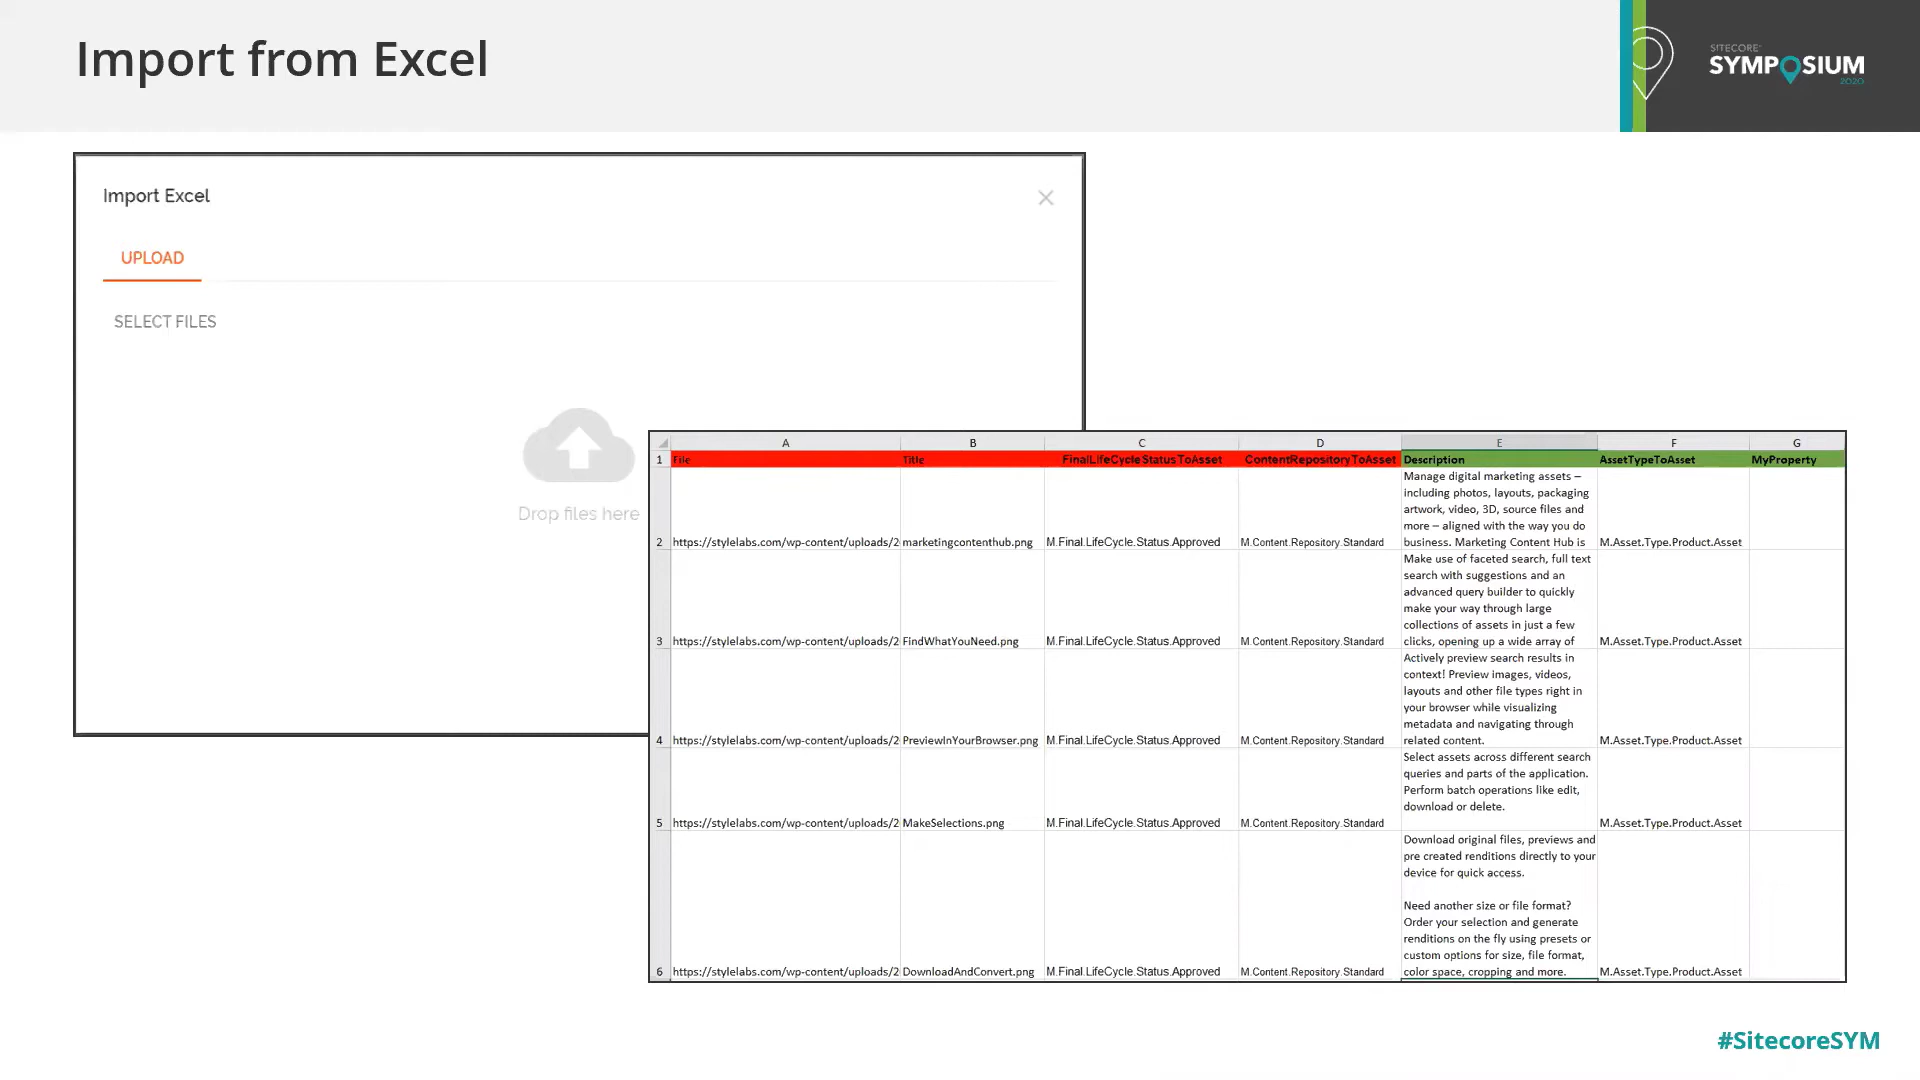 Import from Excel
SITECORE
SYMPOSIUM
2020
Import Excel
UPLOAD
SELECT FILES
Drop files here
A B C D E F G
1 File Title FinalLifeCycleStatusToAsset ContentRepositoryToAsset Description AssetTypeToAsset MyProperty
Manage digital marketing assets –
including photos, layouts, packaging
artwork, video, 3D, source files and
more – aligned with the way you do
2 https://stylelabs.com/wp-content/uploads/2 marketingcontenthub.png M.Final.LifeCycle.Status.Approved M.Content.Repository.Standard business. Marketing Content Hub is M.Asset.Type.Product.Asset
Make use of faceted search, full text
search with suggestions and an
advanced query builder to quickly
make your way through large
collections of assets in just a few
3 https://stylelabs.com/wp-content/uploads/2 FindWhatYouNeed.png M.Final.LifeCycle.Status.Approved M.Content.Repository.Standard clicks, opening up a wide array of M.Asset.Type.Product.Asset
Actively preview search results in
context! Preview images, videos,
layouts and other file types right in
your browser while visualizing
metadata and navigating through
4 https://stylelabs.com/wp-content/uploads/2 PreviewInYourBrowser.png M.Final.LifeCycle.Status.Approved M.Content.Repository.Standard related content. M.Asset.Type.Product.Asset
Select assets across different search
queries and parts of the application.
Perform batch operations like edit,
download or delete.
5 https://stylelabs.com/wp-content/uploads/2 MakeSelections.png M.Final.LifeCycle.Status.Approved M.Content.Repository.Standard M.Asset.Type.Product.Asset
Download original files, previews and
pre created renditions directly to your
device for quick access.
Need another size or file format?
Order your selection and generate
renditions on the fly using presets or
custom options for size, file format,
6 https://stylelabs.com/wp-content/uploads/2 DownloadAndConvert.png M.Final.LifeCycle.Status.Approved M.Content.Repository.Standard color space, cropping and more. M.Asset.Type.Product.Asset
#SitecoreSYM